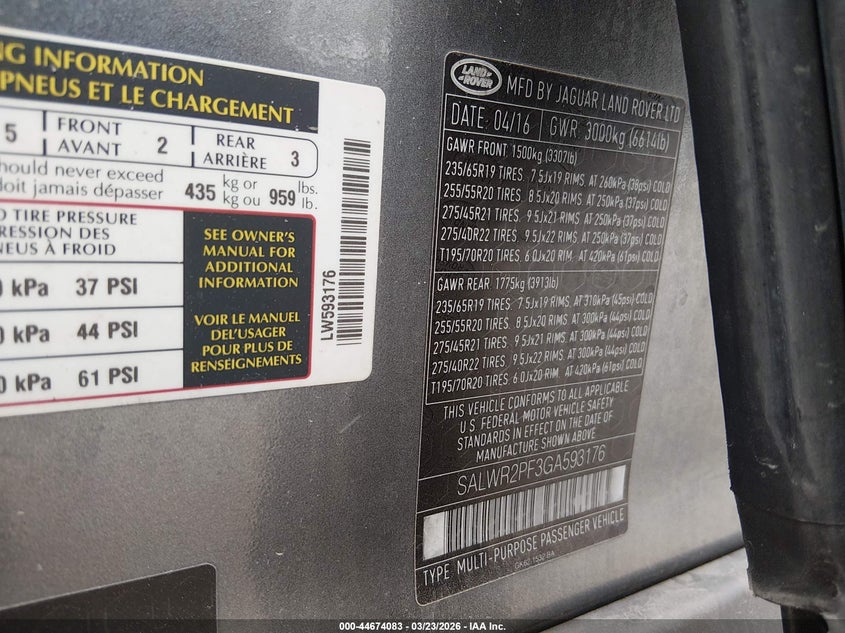 NG INFORMATION
PNEUS ET LE CHARGEMENT
5 FRONT AVANT 2 REAR ARRIÈRE 3
hould never exceed
doit jamais dépasser 435 kg or kg ou 959 lbs. lb.
TIRE PRESSURE
RESSION DES
NEUS À FROID
0 kPa 37 PSI
0 kPa 44 PSI
0 kPa 61 PSI
SEE OWNER'S
MANUAL FOR
ADDITIONAL
INFORMATION
VOIR LE MANUEL
DEL'USAGER
POUR PLUS DE
RENSEIGNEMENTS
LW593176
LAND
ROVER
MFD BY JAGUAR LAND ROVER LTD
DATE: 04/16 GWR: 3000kg (6614lb)
GAWR FRONT 1500kg (3307lb)
235/65R19 TIRES. 7.5Jx19 RIMS. AT 260kPa (38psi) COLD
255/55R20 TIRES. 8.5Jx20 RIMS. AT 250kPa (37psi) COLD
275/45R21 TIRES. 9.5Jx21 RIMS. AT 250kPa (37psi) COLD
275/40R22 TIRES. 9.5Jx22 RIMS. AT 250kPa (37psi) COLD
T195/70R20 TIRES. 6.0Jx20 RIM. AT 420kPa (61psi) COLD
GAWR REAR: 1775kg (3913lb)
235/65R19 TIRES. 7.5Jx19 RIMS. AT 310kPa (45psi) COLD
255/55R20 TIRES. 8.5Jx20 RIMS. AT 300kPa (44psi) COLD
275/45R21 TIRES. 9.5Jx21 RIMS. AT 300kPa (44psi) COLD
275/40R22 TIRES. 9.5Jx22 RIMS. AT 300kPa (44psi) COLD
T195/70R20 TIRES. 6.0Jx20 RIM. AT 420kPa (61psi) COLD
THIS VEHICLE CONFORMS TO ALL APPLICABLE
U.S. FEDERAL MOTOR VEHICLE SAFETY
STANDARDS IN EFFECT ON THE DATE OF
MANUFACTURE SHOWN ABOVE
SALWR2PF3GA593176
TYPE: MULTI-PURPOSE PASSENGER VEHICLE
000-44674083 - 03/23/2026 - IAA Inc.